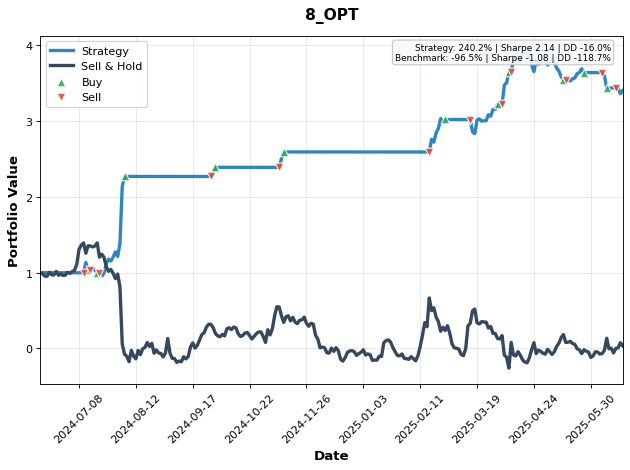 8_OPT
Strategy: 240.2% | Sharpe 2.14 | DD -16.0%
Benchmark: -96.5% | Sharpe -1.08 | DD -118.7%
Strategy
Sell & Hold
Buy
Sell
Portfolio Value
4
3
2
1
0
2024-07-08
2024-08-12
2024-09-17
2024-10-22
2024-11-26
2025-01-03
2025-02-11
2025-03-19
2025-04-24
2025-05-30
Date